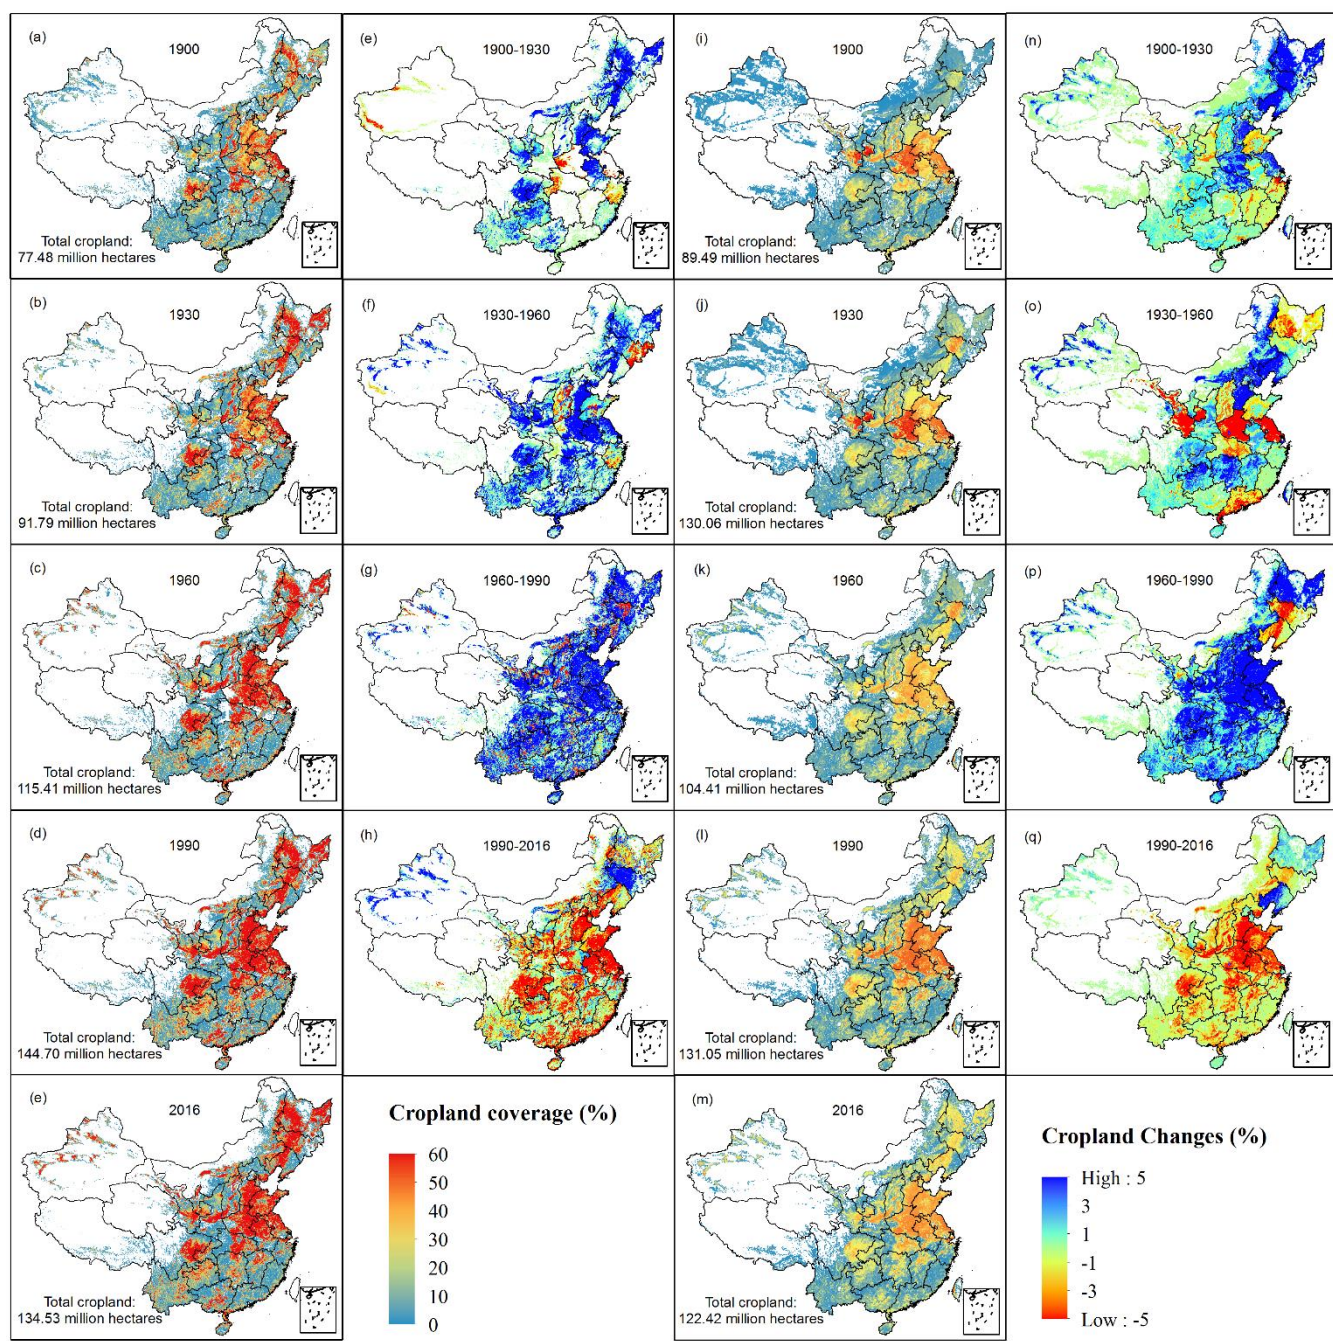 (a) 1900
Total cropland:
77.48 million hectares
(e) 1900-1930
(i) 1900
Total cropland:
89.49 million hectares
(n) 1900-1930
(b) 1930
Total cropland:
91.79 million hectares
(f) 1930-1960
(j) 1930
Total cropland:
130.06 million hectares
(o) 1930-1960
(c) 1960
Total cropland:
115.41 million hectares
(g) 1960-1990
(k) 1960
Total cropland:
104.41 million hectares
(p) 1960-1990
(d) 1990
Total cropland:
144.70 million hectares
(h) 1990-2016
(l) 1990
Total cropland:
131.05 million hectares
(q) 1990-2016
(e) 2016
Total cropland:
134.53 million hectares
Cropland coverage (%)
60
50
40
30
20
10
0
(m) 2016
Total cropland:
122.42 million hectares
Cropland Changes (%)
High : 5
3
1
-1
-3
Low : -5